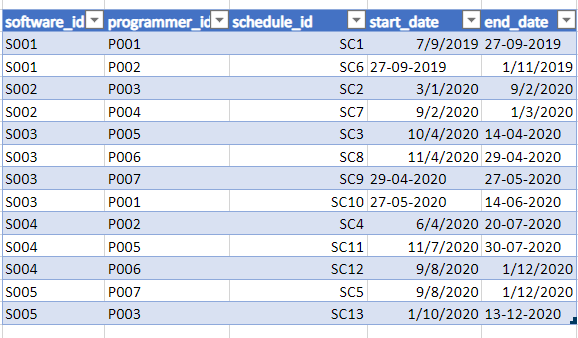 software_id programmer_id schedule_id start_date end_date
S001 P001 SC1 7/9/2019 27-09-2019
S001 P002 SC6 27-09-2019 1/11/2019
S002 P003 SC2 3/1/2020 9/2/2020
S002 P004 SC7 9/2/2020 1/3/2020
S003 P005 SC3 10/4/2020 14-04-2020
S003 P006 SC8 11/4/2020 29-04-2020
S003 P007 SC9 29-04-2020 27-05-2020
S003 P001 SC10 27-05-2020 14-06-2020
S004 P002 SC4 6/4/2020 20-07-2020
S004 P005 SC11 11/7/2020 30-07-2020
S004 P006 SC12 9/8/2020 1/12/2020
S005 P007 SC5 9/8/2020 1/12/2020
S005 P003 SC13 1/10/2020 13-12-2020